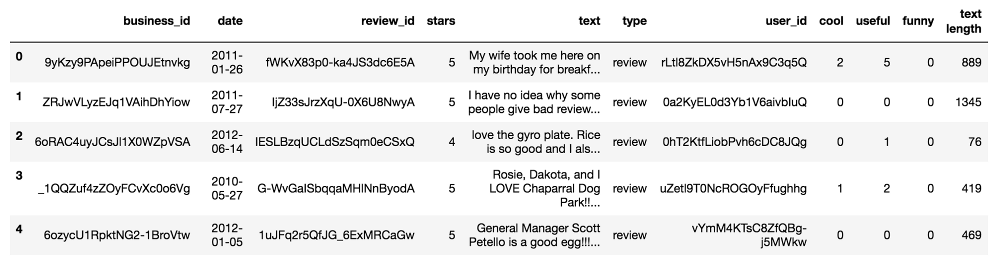 business_id date review_id stars text type user_id cool useful funny text length
0 9yKzy9PApeiPPOUJEtnvkg 2011-01-26 fWKvX83p0-ka4JS3dc6E5A 5 My wife took me here on my birthday for breakf... review rLtl8ZkDX5vH5nAx9C3q5Q 2 5 0 889
1 ZRJwVLyzEJq1VAihDhYiow 2011-07-27 IjZ33sJrzXqU-0X6U8NwyA 5 I have no idea why some people give bad review... review 0a2KyEL0d3Yb1V6aivbIuQ 0 0 0 1345
2 6oRAC4uyJCsJl1X0WZpVSA 2012-06-14 IESLBzqUCLdSzSqm0eCSxQ 4 love the gyro plate. Rice is so good and I als... review 0hT2KtfLiobPvh6cDC8JQg 0 1 0 76
3 _1QQZuf4zZOyFCvXc0o6Vg 2010-05-27 G-WvGaISbqqaMHlNnByodA 5 Rosie, Dakota, and I LOVE Chaparral Dog Park!!... review uZetl9T0NcROGOyFfughhg 1 2 0 419
4 6ozycU1RpktNG2-1BroVtw 2012-01-05 1uJFq2r5QfJG_6ExMRCaGw 5 General Manager Scott Petello is a good egg!!!... review vYmM4KTsC8ZfQBg-j5MWkw 0 0 0 469